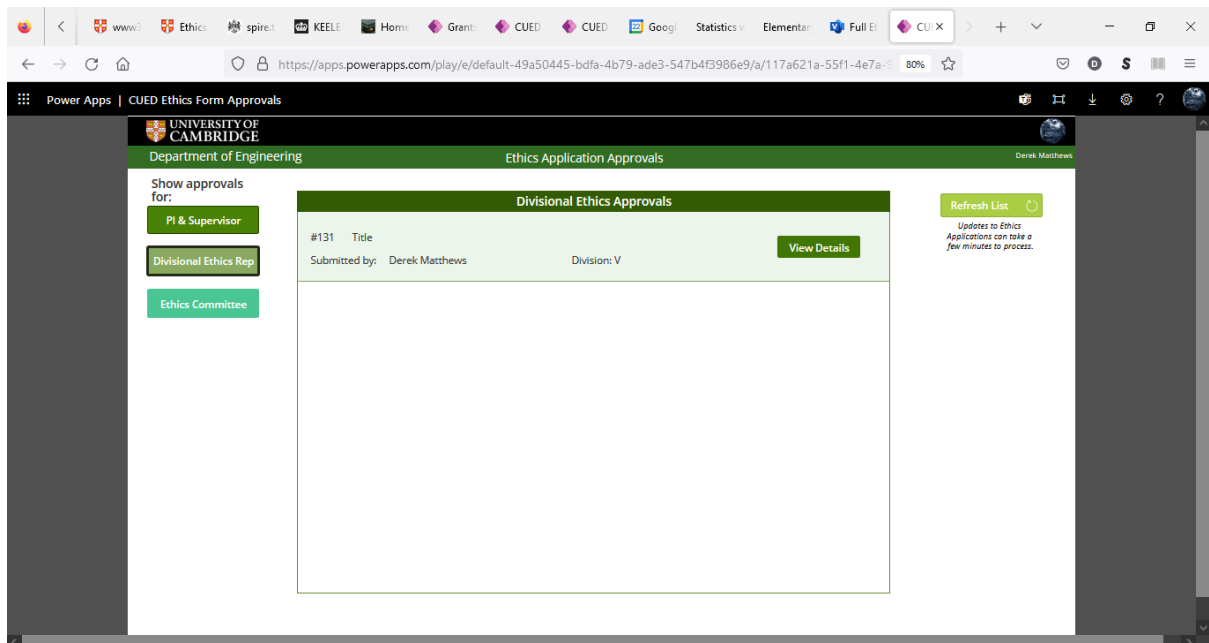 www3 Ethics spire.t KEELE Home Grant CUED CUED Googl Statistics v Elementar Full Et CUE
https://apps.powerapps.com/play/e/default-49a50445-bdfa-4b79-ade3-547b4f3986e9/a/117a621a-55f1-4e7a-9 80% D S
Power Apps | CUED Ethics Form Approvals ?
UNIVERSITY OF
CAMBRIDGE
Department of Engineering Ethics Application Approvals Derek Matthews
Show approvals
for:
PI & Supervisor
Divisional Ethics Rep
Ethics Committee
Divisional Ethics Approvals
#131 Title
Submitted by: Derek Matthews Division: V
View Details
Refresh List
Updates to Ethics
Applications can take a
few minutes to process.